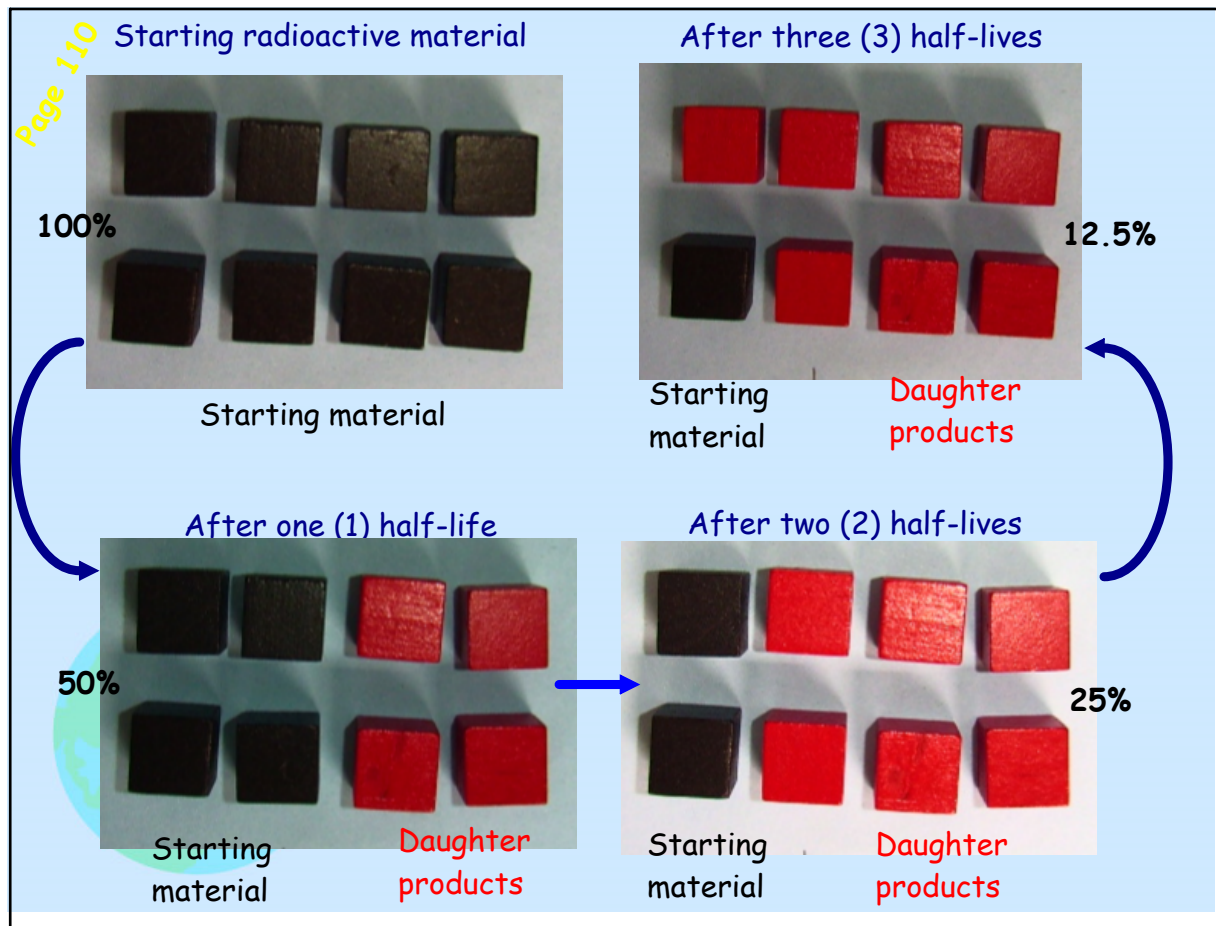 Page 110
Starting radioactive material
100%
Starting material
After one (1) half-life
50%
Starting
material
Daughter
products
After two (2) half-lives
25%
Starting
material
Daughter
products
After three (3) half-lives
12.5%
Starting
material
Daughter
products